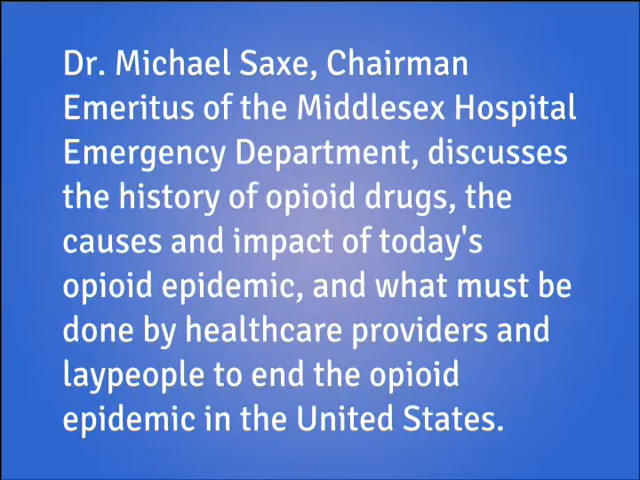 Dr. Michael Saxe, Chairman
Emeritus of the Middlesex Hospital
Emergency Department, discusses
the history of opioid drugs, the
causes and impact of today's
opioid epidemic, and what must be
done by healthcare providers and
laypeople to end the opioid
epidemic in the United States.